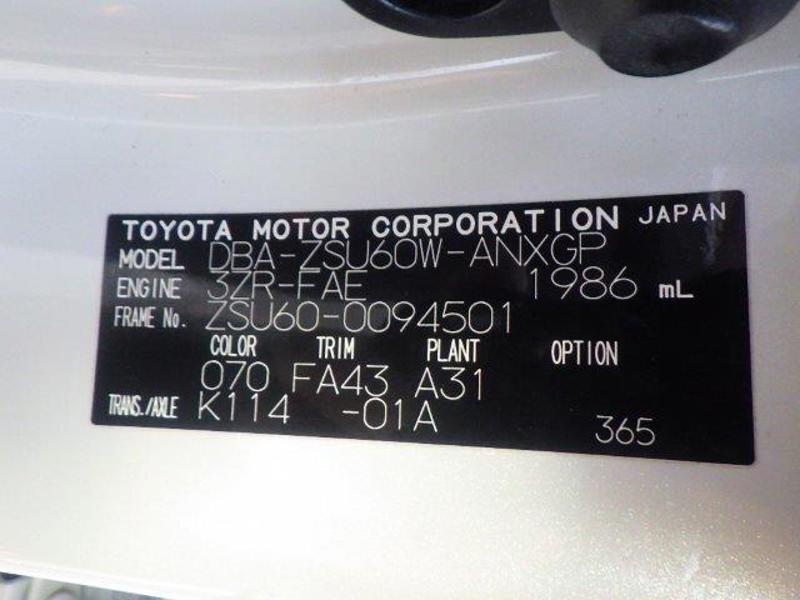 TOYOTA MOTOR CORPORATION JAPAN
MODEL DBA-ZSU60W-ANXGP
ENGINE 3ZR-FAE 1986 mL
FRAME No. ZSU60-0094501
COLOR TRIM PLANT OPTION
070 FA43 A31
TRANS./AXLE K114 -01A
365